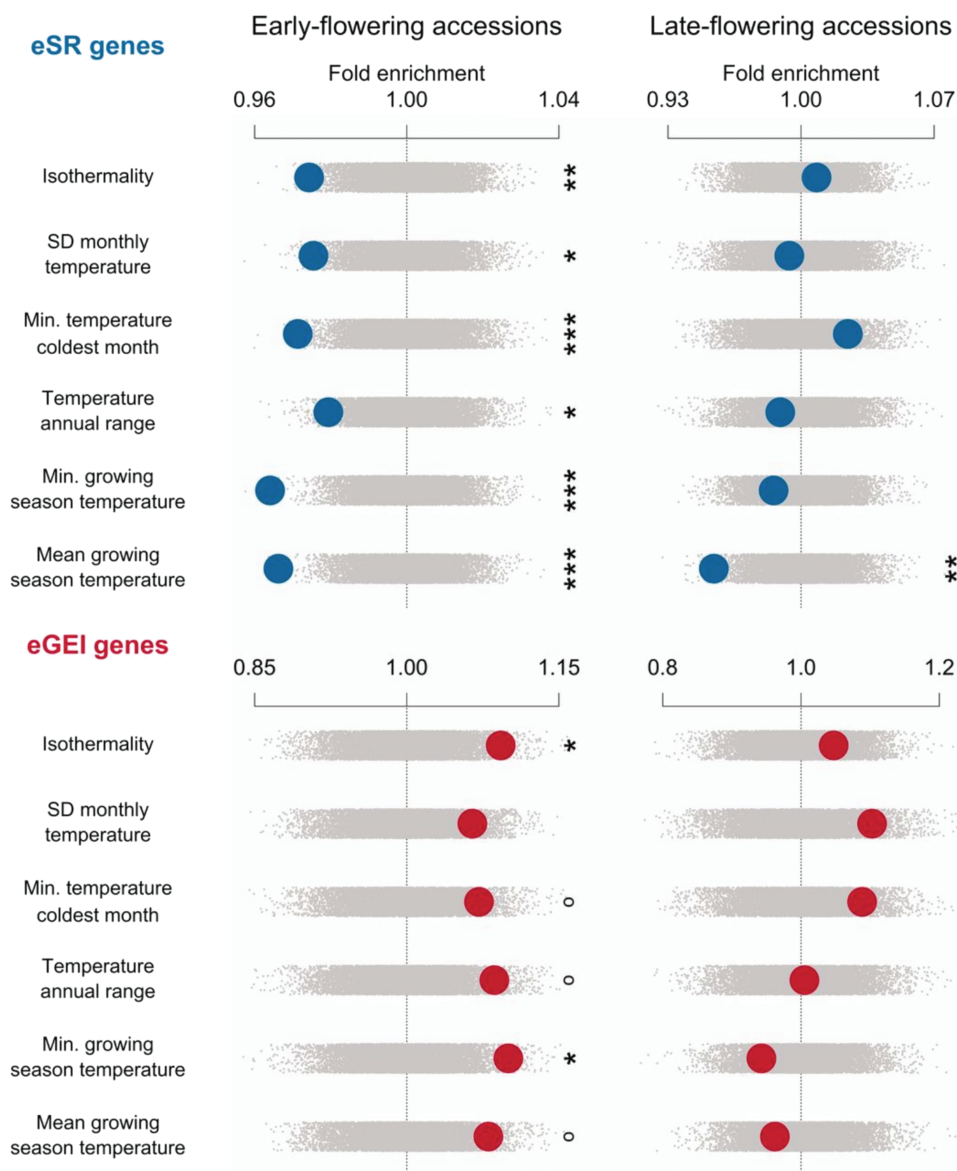 Early-flowering accessions
Late-flowering accessions
eSR genes
Fold enrichment
Fold enrichment
0.96 1.00 1.04
0.93 1.00 1.07
Isothermality
**
SD monthly
temperature
*
Min. temperature
coldest month
***
Temperature
annual range
*
Min. growing
season temperature
***
Mean growing
season temperature
***
**
eGEI genes
0.85 1.00 1.15
0.8 1.0 1.2
Isothermality
*
SD monthly
temperature
Min. temperature
coldest month
o
Temperature
annual range
o
Min. growing
season temperature
*
Mean growing
season temperature
o